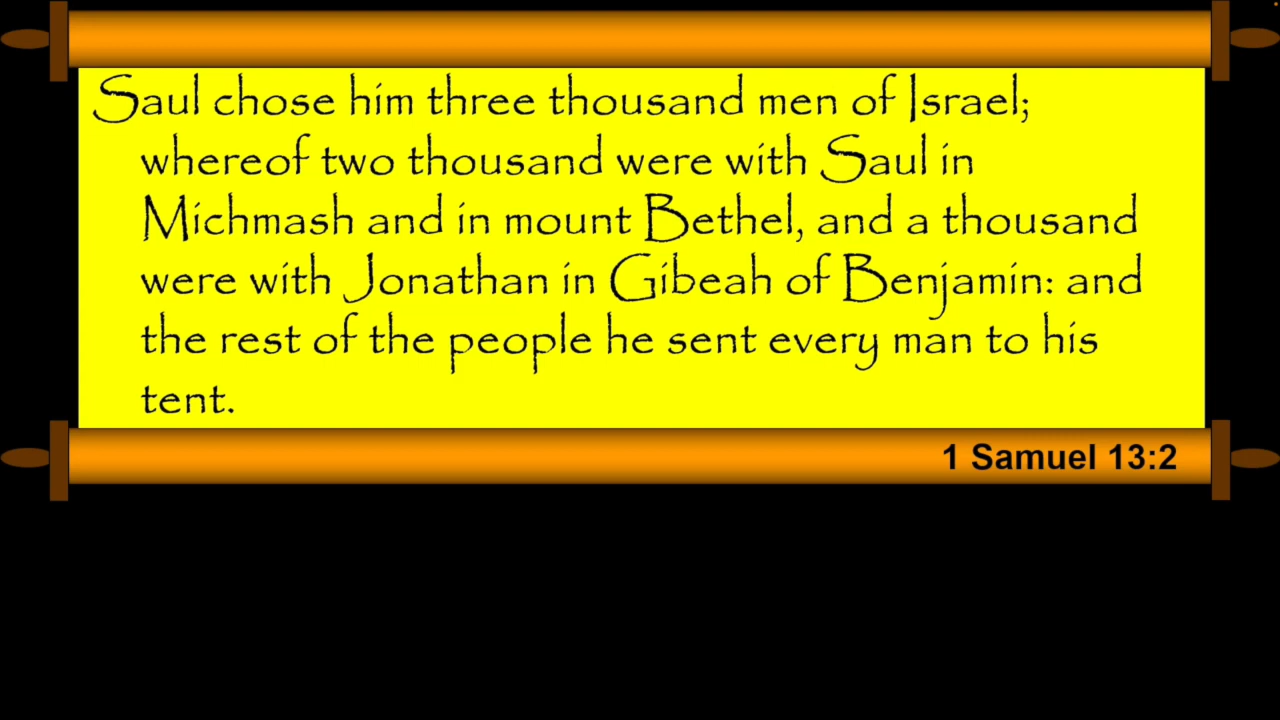 Saul chose him three thousand men of Israel;
whereof two thousand were with Saul in
Michmash and in mount Bethel, and a thousand
were with Jonathan in Gibeah of Benjamin: and
the rest of the people he sent every man to his
tent.
1 Samuel 13:2